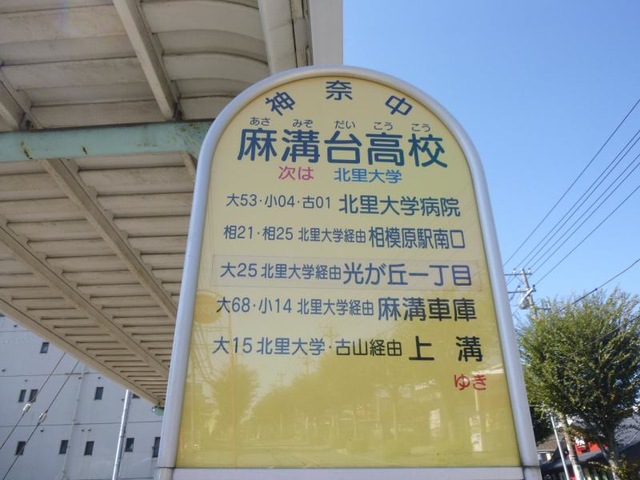 神奈中
あさ みぞ だい こう こう
麻溝台高校
次は 北里大学
大53・小04・古01 北里大学病院
相21・相25 北里大学経由 相模原駅南口
大25 北里大学経由 光が丘一丁目
大68・小14 北里大学経由 麻溝車庫
大15 北里大学・古山経由 上溝
ゆき